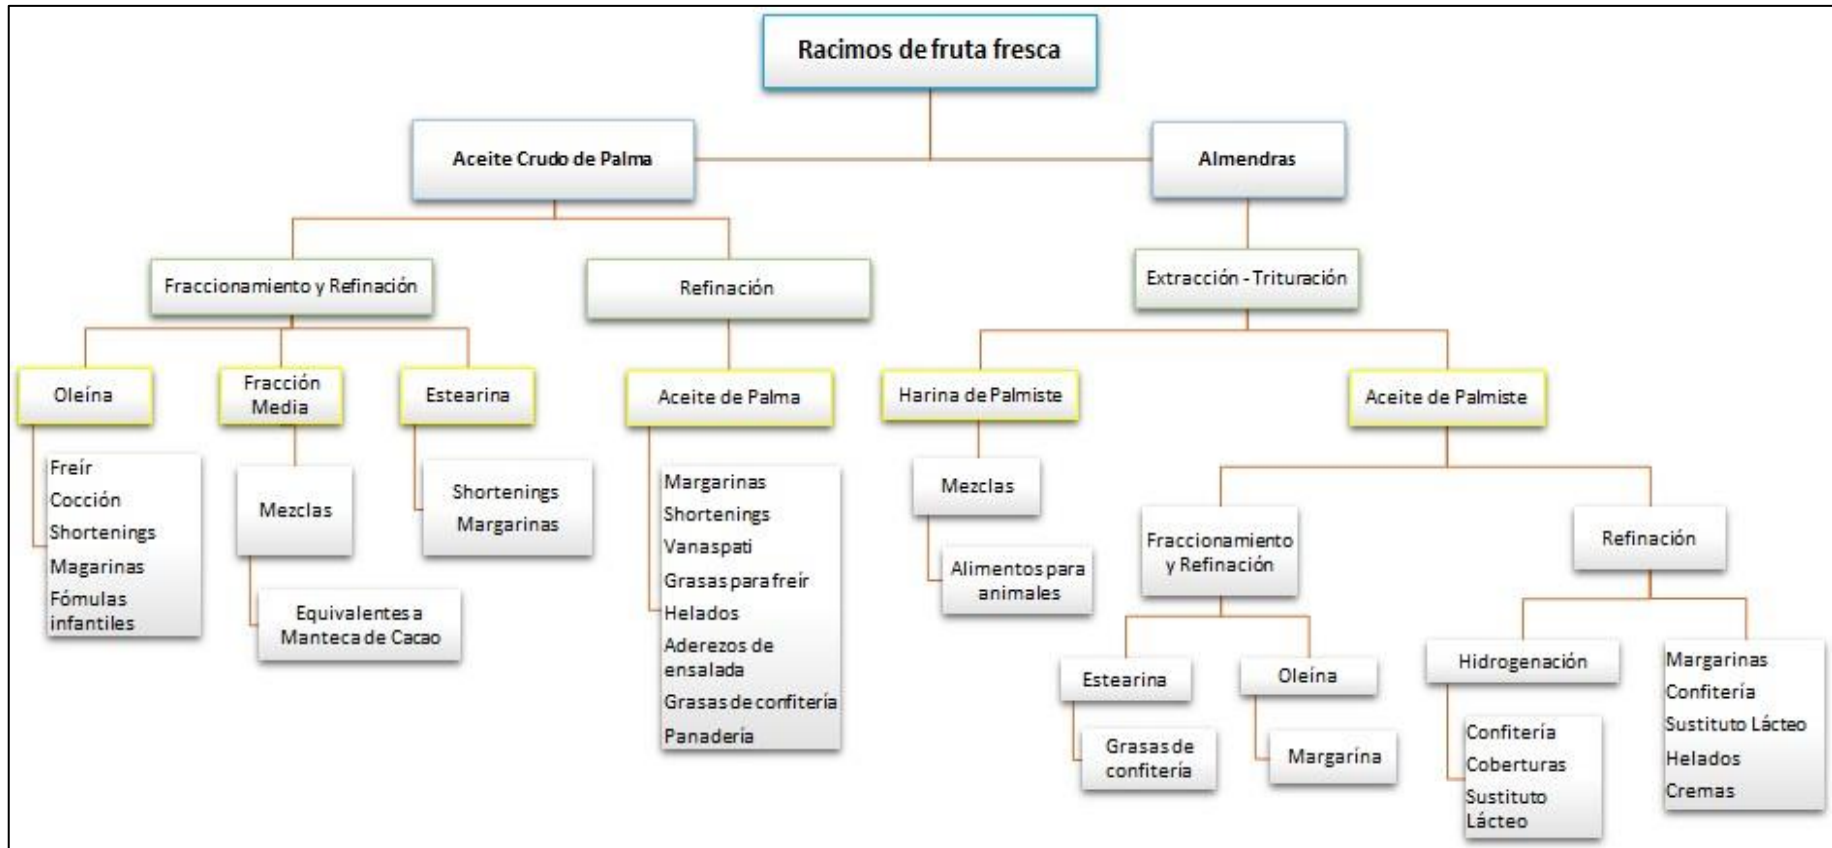 Racimos de fruta fresca
Aceite Crudo de Palma
Almendras
Fraccionamiento y Refinación
Refinación
Extracción - Trituración
Oleína
Fracción
Media
Estearina
Aceite de Palma
Harina de Palmiste
Aceite de Palmiste
Freír
Cocción
Shortenings
Magarinas
Fómulas
infantiles
Mezclas
Equivalentes a
Manteca de Cacao
Shortenings
Margarinas
Margarinas
Shortenings
Vanaspati
Grasas para freír
Helados
Aderezos de
ensalada
Grasas de confitería
Panadería
Mezclas
Alimentos para
animales
Fraccionamiento
y Refinación
Refinación
Estearina
Oleína
Grasas de
confitería
Margarína
Hidrogenación
Confitería
Coberturas
Sustituto
Lácteo
Margarinas
Confitería
Sustituto Lácteo
Helados
Cremas